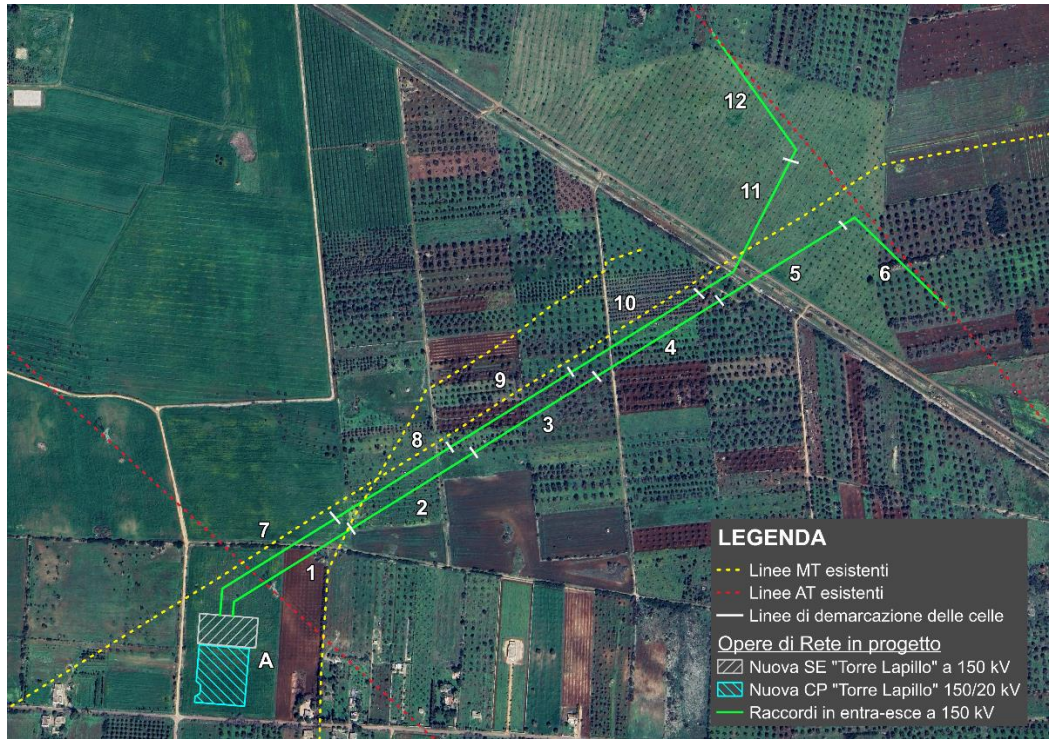 12
11
5
6
10
4
9
3
8
2
7
1
A
LEGENDA
Linee MT esistenti
Linee AT esistenti
Linee di demarcazione delle celle
Opere di Rete in progetto
Nuova SE "Torre Lapillo" a 150 kV
Nuova CP "Torre Lapillo" 150/20 kV
Raccordi in entra-esce a 150 kV